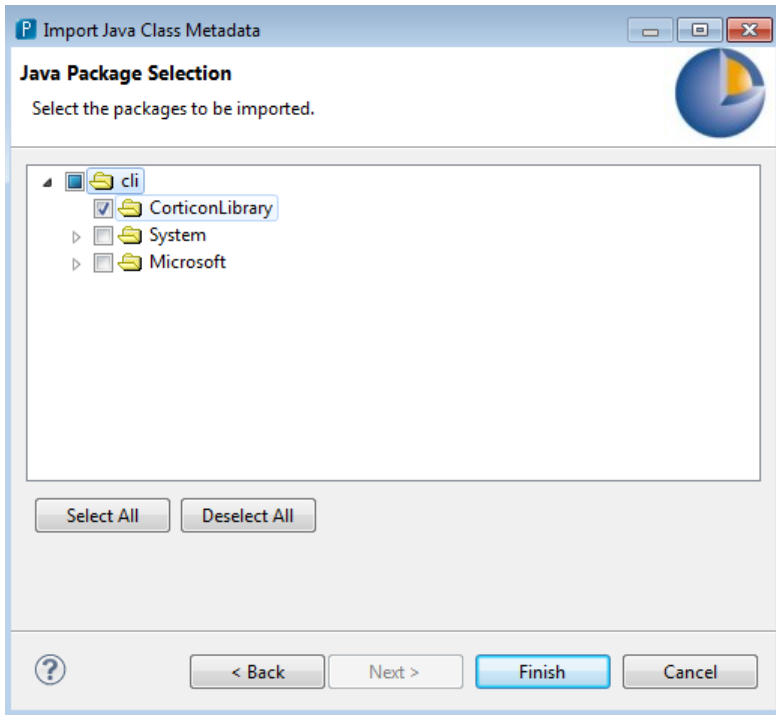 P Import Java Class Metadata
Java Package Selection
Select the packages to be imported.
cli
CorticonLibrary
System
Microsoft
Select All Deselect All
? < Back Next > Finish Cancel